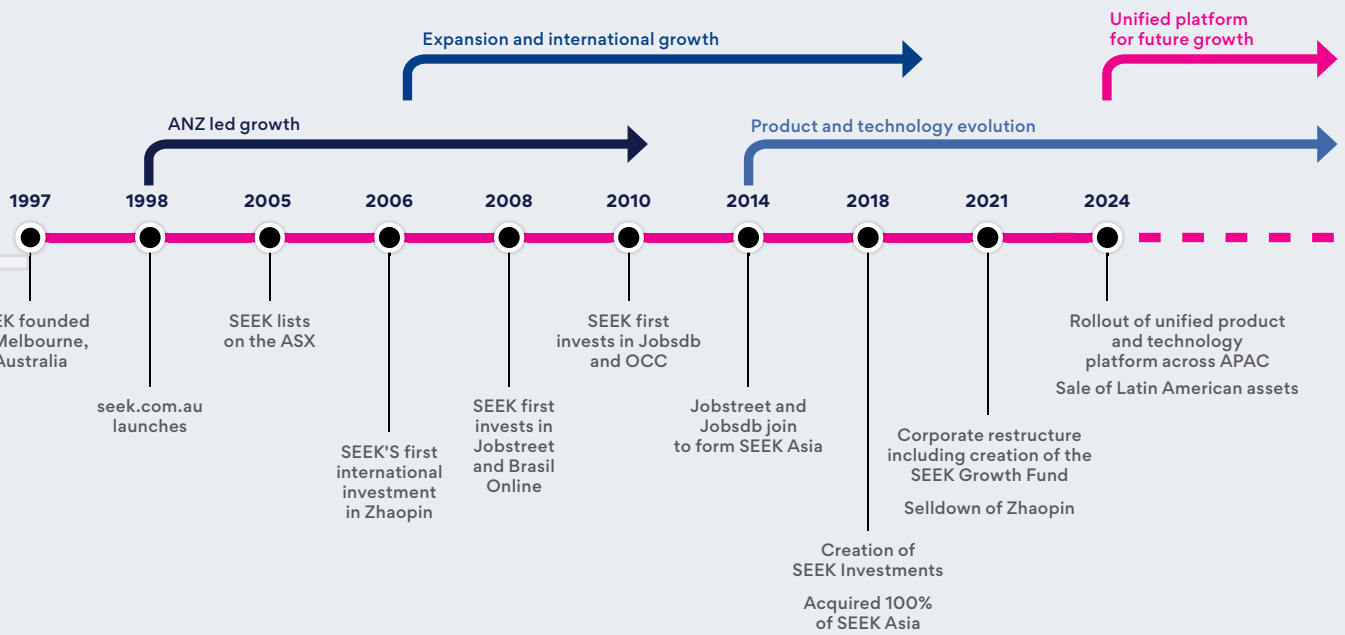 Unified platform
for future growth
Expansion and international growth
ANZ led growth
Product and technology evolution
1997
1998
2005
2006
2008
2010
2014
2018
2021
2024
EK founded
Melbourne,
Australia
seek.com.au
launches
SEEK lists
on the ASX
SEEK'S first
international
investment
in Zhaopin
SEEK first
invests in
Jobstreet
and Brasil
Online
SEEK first
invests in Jobsdb
and OCC
Jobstreet and
Jobsdb join
to form SEEK Asia
Creation of
SEEK Investments
Acquired 100%
of SEEK Asia
Corporate restructure
including creation of the
SEEK Growth Fund
Selldown of Zhaopin
Rollout of unified product
and technology
platform across APAC
Sale of Latin American assets